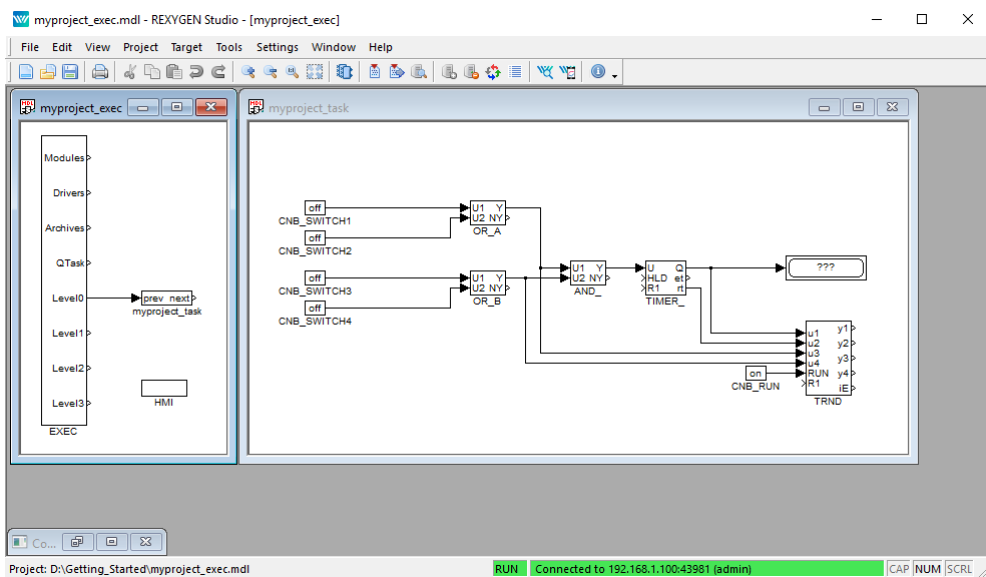 myproject_exec.mdl - REXYGEN Studio - [myproject_exec]
File Edit View Project Target Tools Settings Window Help
myproject_exec
Modules
Drivers
Archives
QTask
Level0
prev next
myproject_task
Level1
Level2
Level3
HMI
EXEC
myproject_task
off
CNB_SWITCH1
off
CNB_SWITCH2
off
CNB_SWITCH3
off
CNB_SWITCH4
U1 Y
U2 NY
OR_A
U1 Y
U2 NY
OR_B
U1 Y
U2 NY
AND_
U Q
HLD et
R1 rt
TIMER_
???
on
CNB_RUN
u1 y1
u2 y2
u3 y3
u4
RUN y4
R1 iE
TRND
Co...
Project: D:\Getting_Started\myproject_exec.mdl RUN Connected to 192.168.1.100:43981 (admin) CAP NUM SCRL